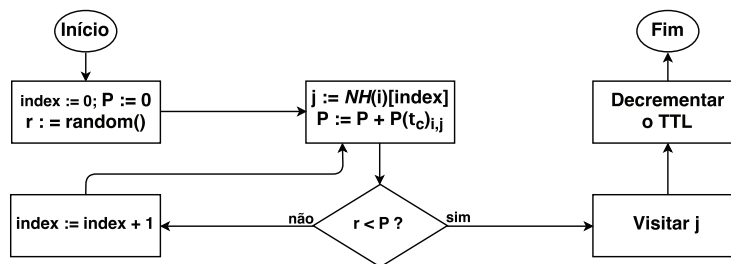 Início
index := 0; P := 0
r : = random()
j := NH(i)[index]
P := P + P(tc)i,j
r < P ?
não
sim
index := index + 1
Visitar j
Decrementar
o TTL
Fim